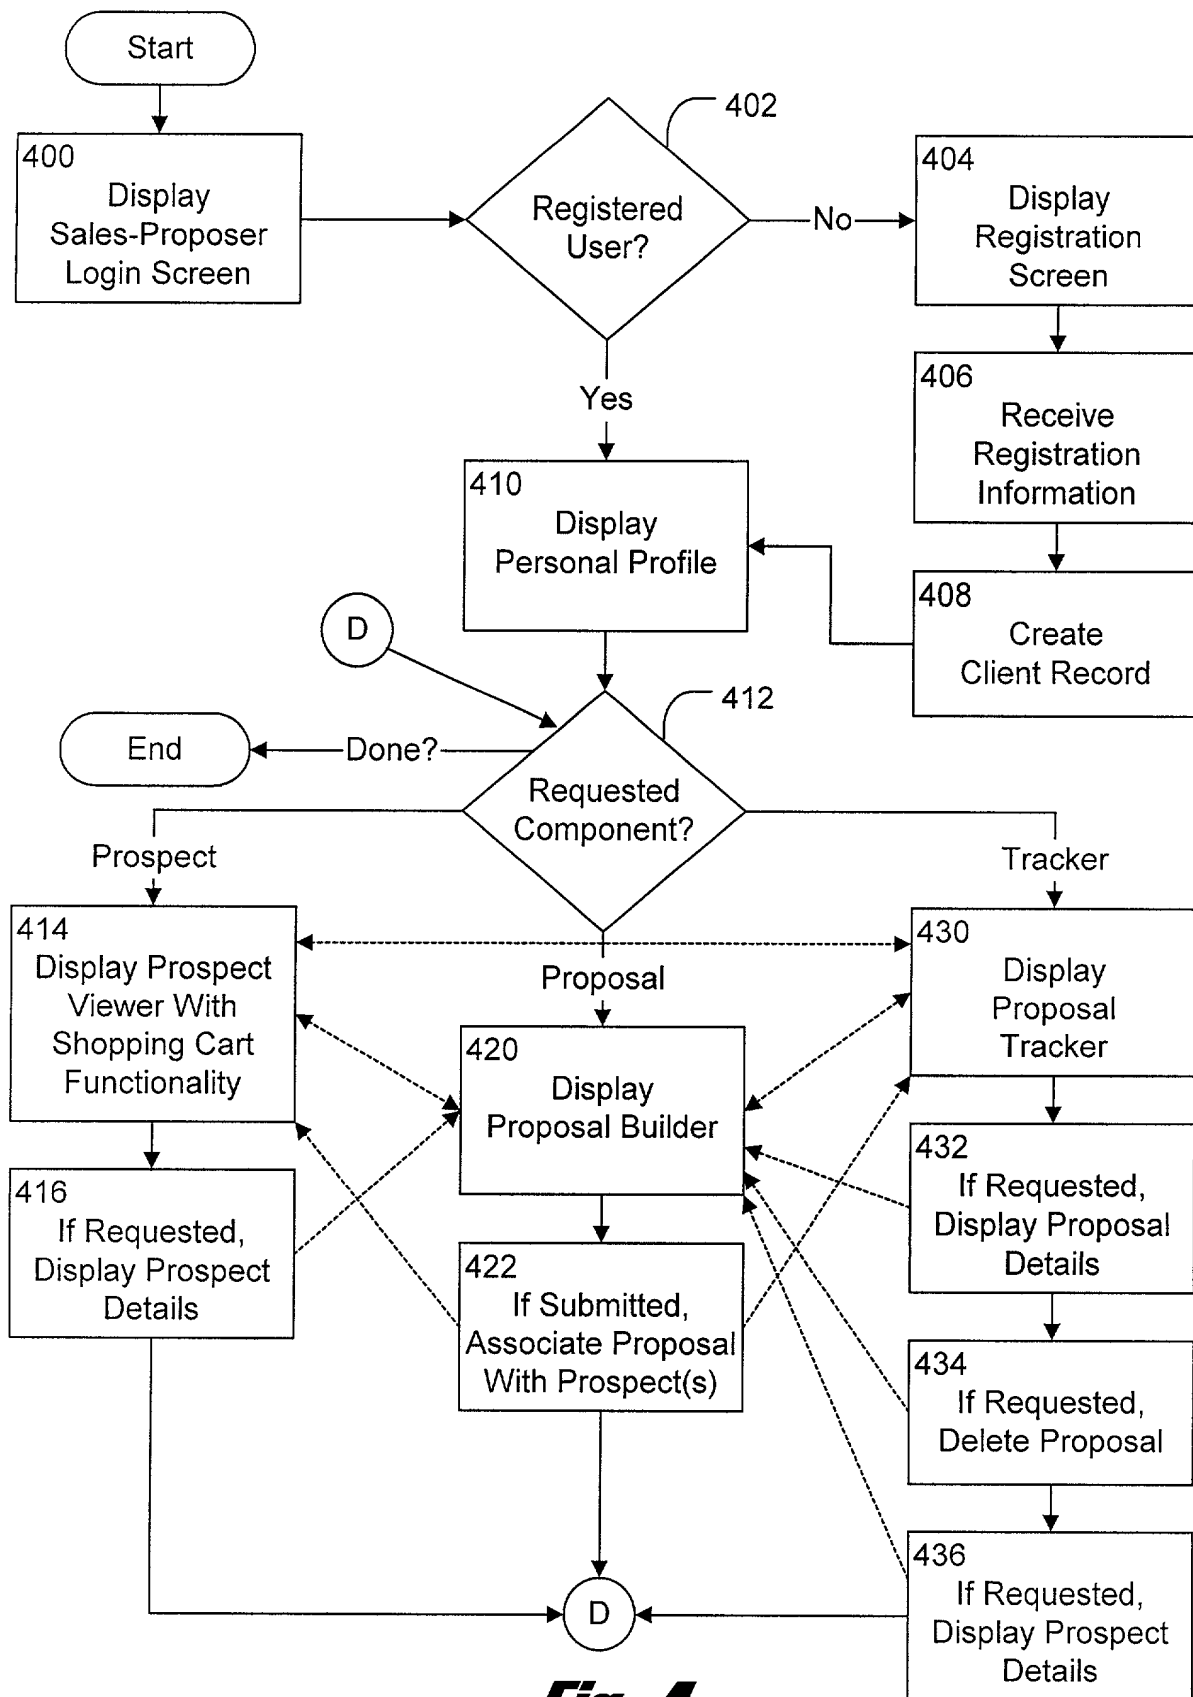 Start
402
400
Display
Sales-Proposer
Login Screen
Registered
User?
No
404
Display
Registration
Screen
Yes
406
Receive
Registration
Information
410
Display
Personal Profile
408
Create
Client Record
D
412
End
Done?
Requested
Component?
Prospect
Tracker
414
Display Prospect
Viewer With
Shopping Cart
Functionality
Proposal
430
Display
Proposal
Tracker
420
Display
Proposal Builder
416
If Requested,
Display Prospect
Details
432
If Requested,
Display Proposal
Details
422
If Submitted,
Associate Proposal
With Prospect(s)
434
If Requested,
Delete Proposal
436
If Requested,
Display Prospect
Details
D